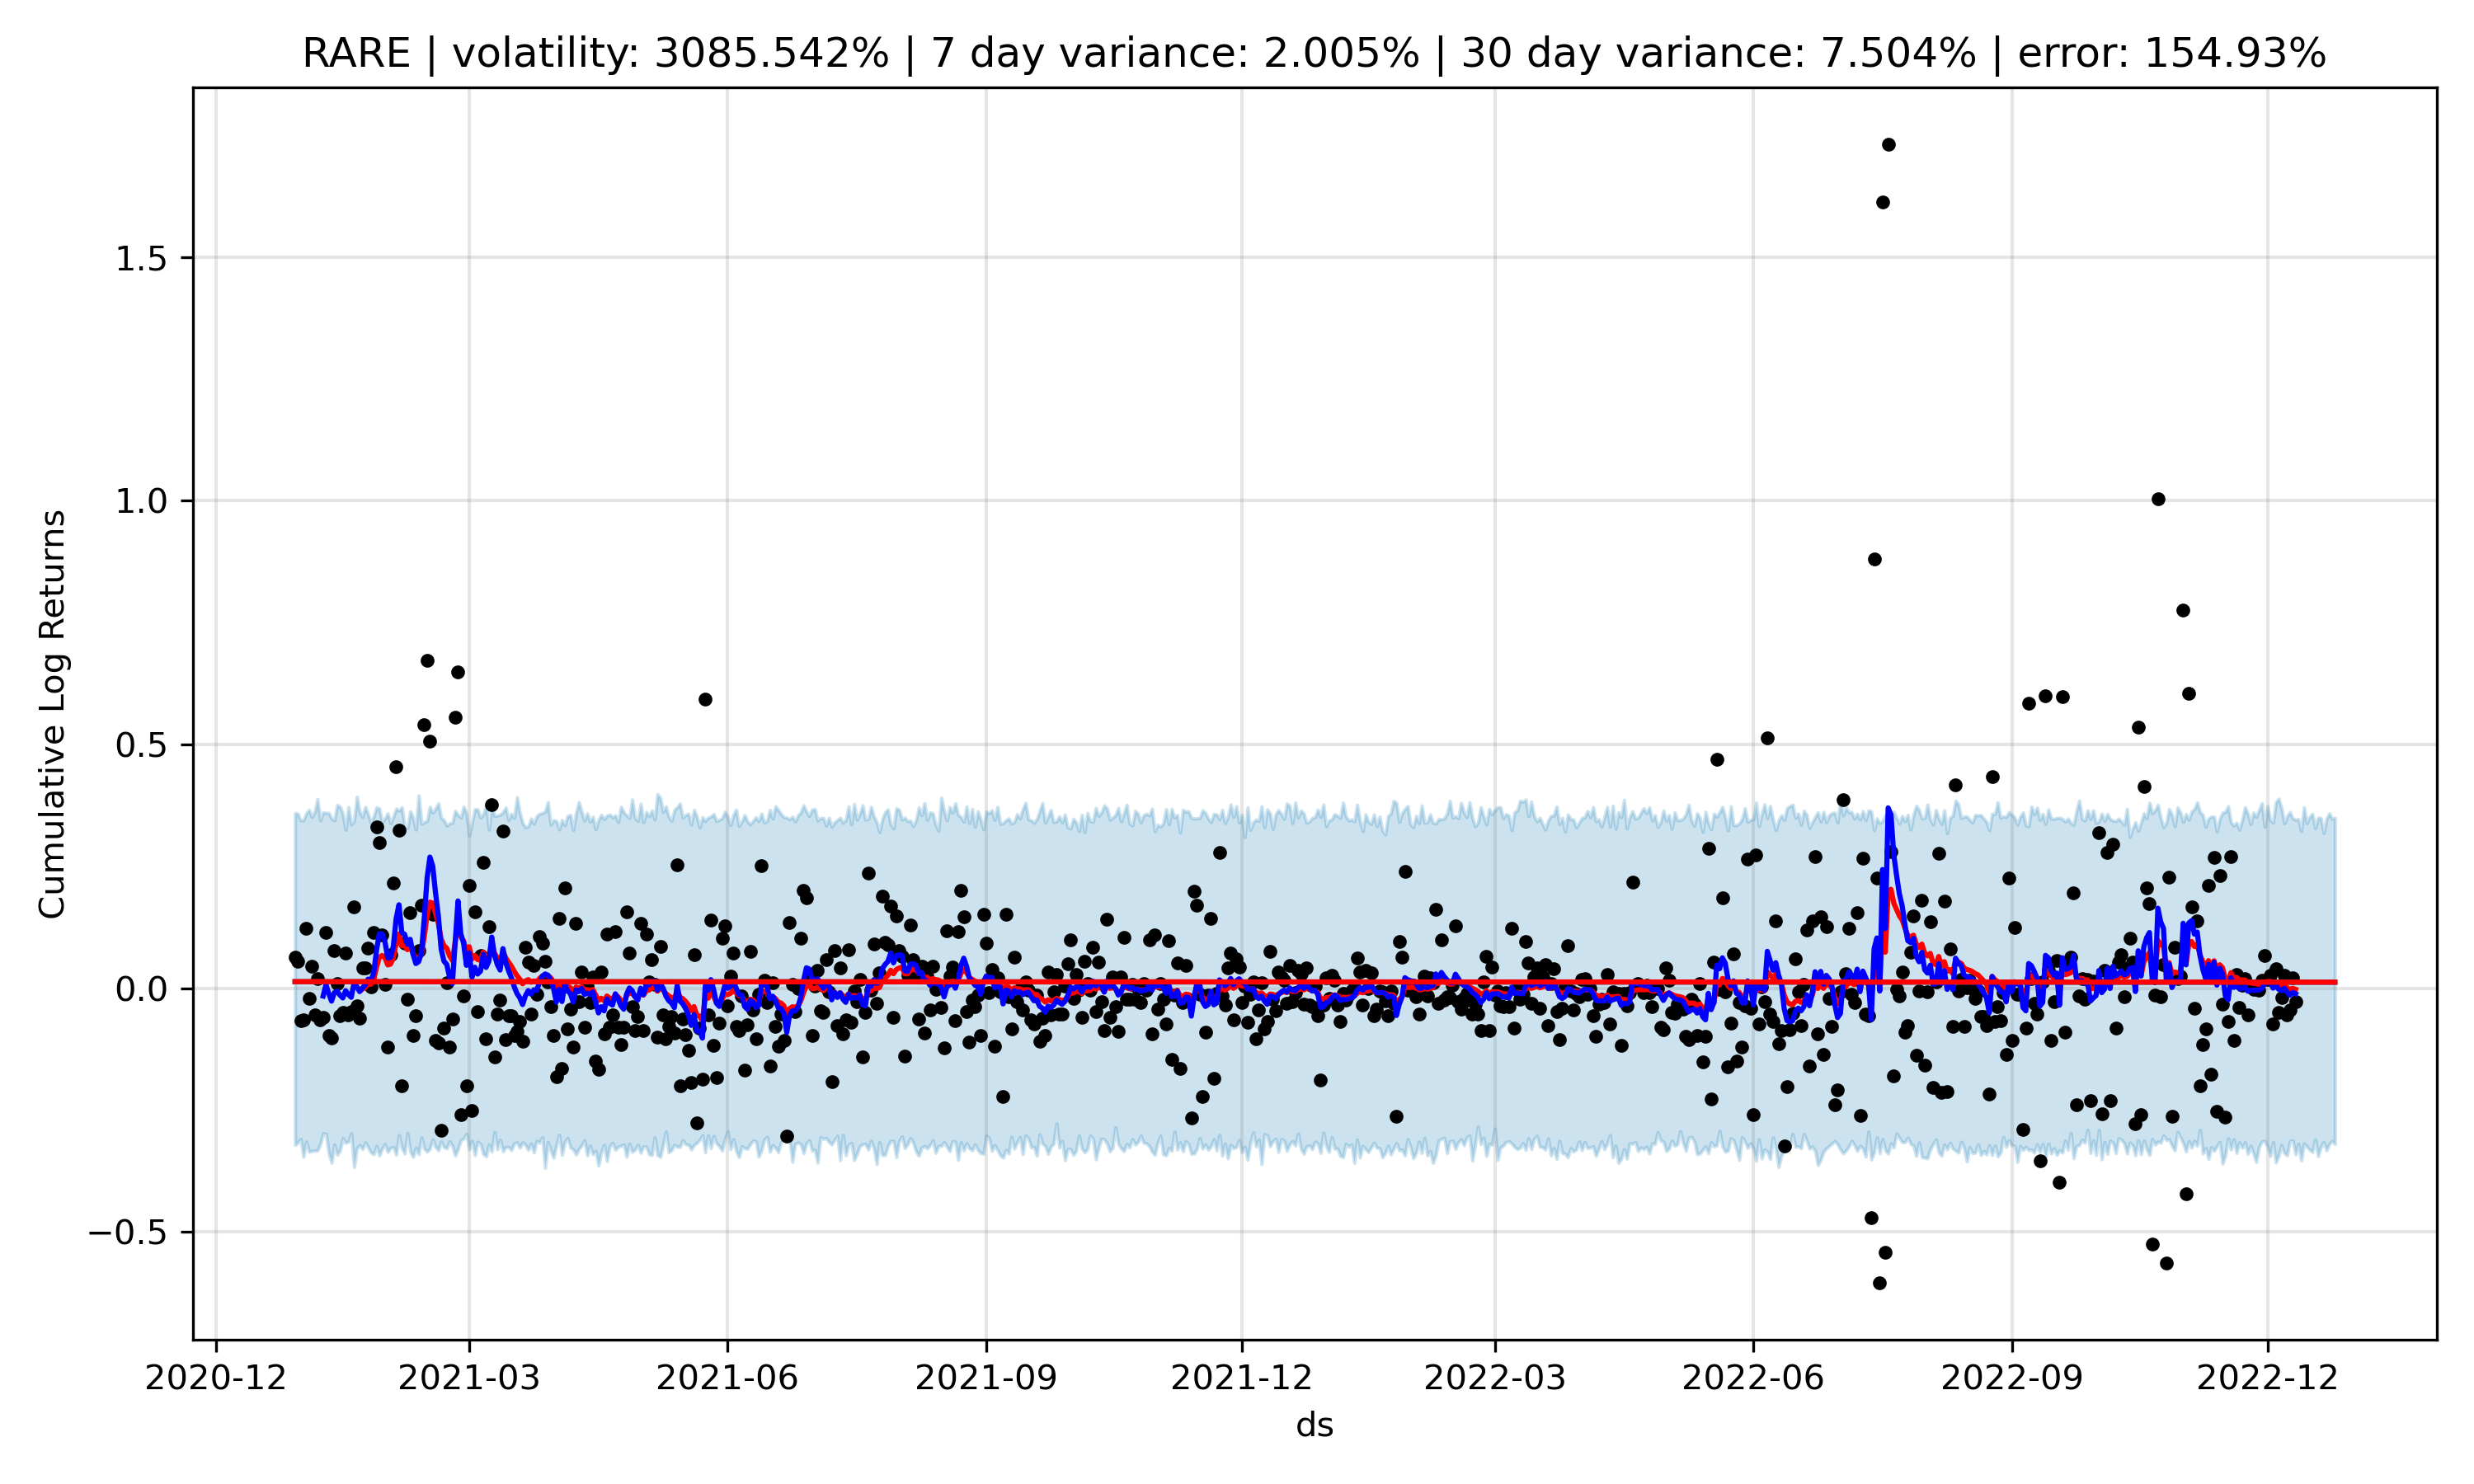 RARE | volatility: 3085.542% | 7 day variance: 2.005% | 30 day variance: 7.504% | error: 154.93%
Cumulative Log Returns
1.5
1.0
0.5
0.0
−0.5
2020-12 2021-03 2021-06 2021-09 2021-12 2022-03 2022-06 2022-09 2022-12
ds